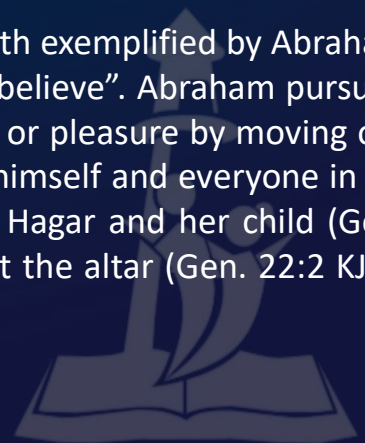 th exemplified by Abraha
believe”. Abraham pursu
or pleasure by moving o
himself and everyone in
Hagar and her child (Ge
t the altar (Gen. 22:2 KJ